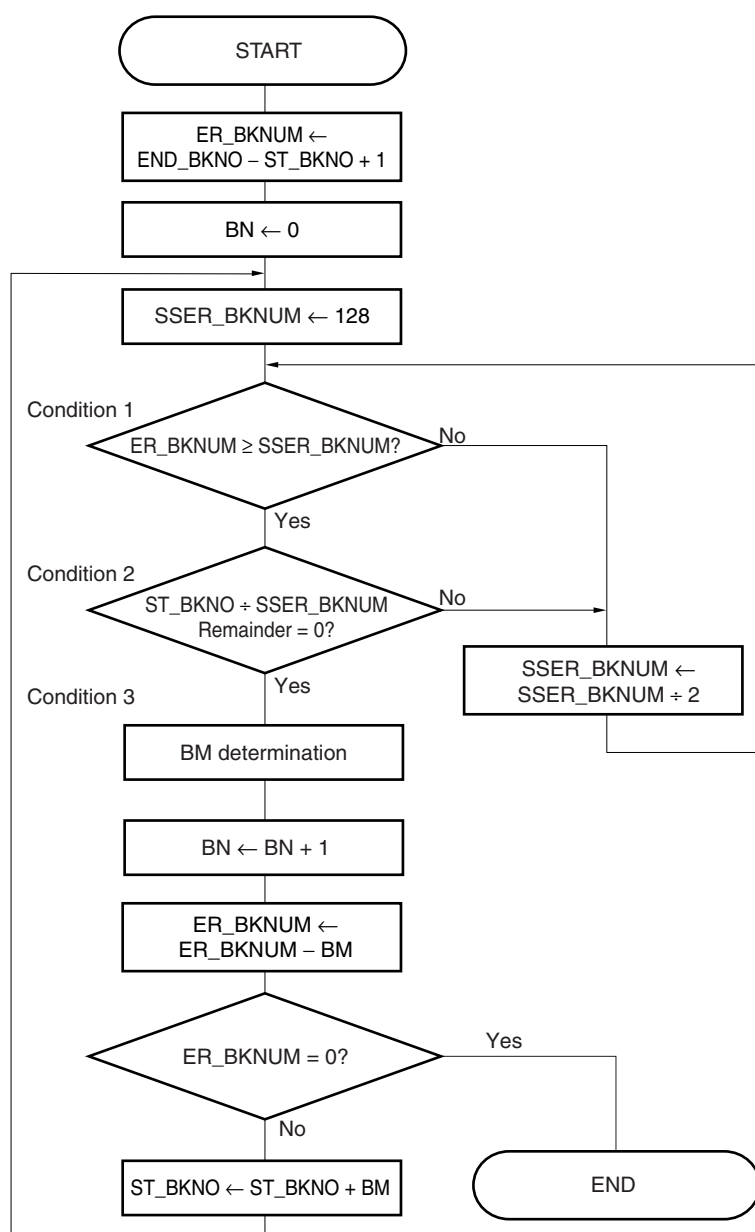 START
ER_BKNUM ←
END_BKNO – ST_BKNO + 1
BN ← 0
SSER_BKNUM ← 128
Condition 1
ER_BKNUM ≥ SSER_BKNUM?
No
Yes
Condition 2
ST_BKNO ÷ SSER_BKNUM
Remainder = 0?
No
Yes
SSER_BKNUM ←
SSER_BKNUM ÷ 2
Condition 3
BM determination
BN ← BN + 1
ER_BKNUM ←
ER_BKNUM – BM
ER_BKNUM = 0?
Yes
No
ST_BKNO ← ST_BKNO + BM
END